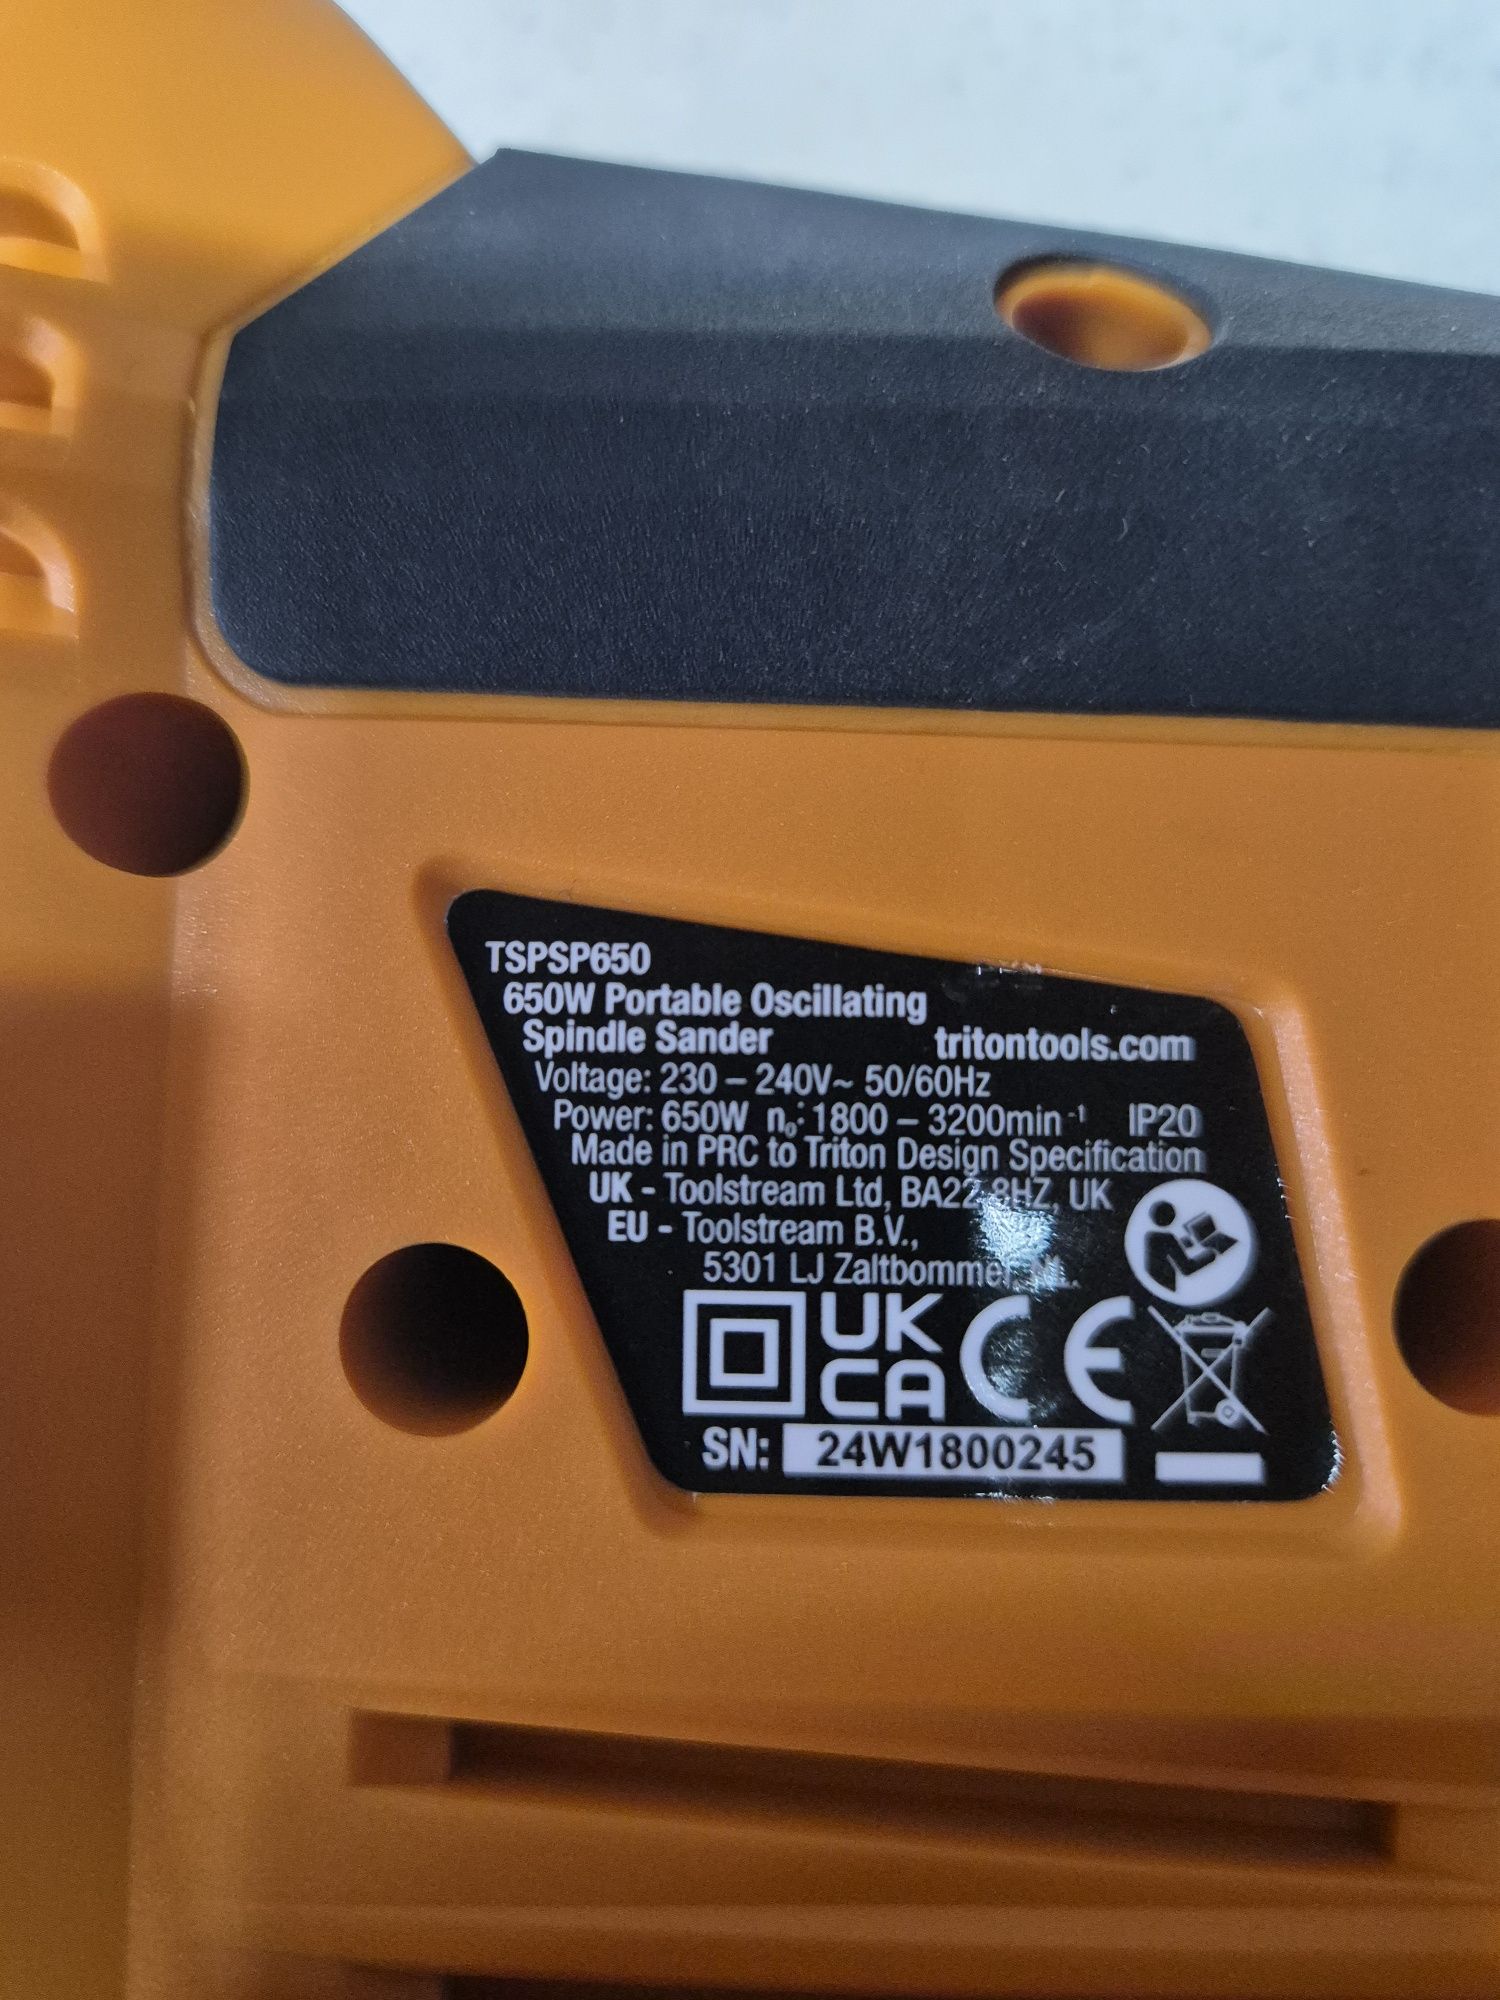 TSPSP650
650W Portable Oscillating
Spindle Sander tritontools.com
Voltage: 230 – 240V~ 50/60Hz
Power: 650W n₀: 1800 – 3200min⁻¹ IP20
Made in PRC to Triton Design Specification
UK - Toolstream Ltd, BA22 8HZ, UK
EU - Toolstream B.V.,
5301 LJ Zaltbommel, NL.
UK
CA CE
SN: 24W1800245